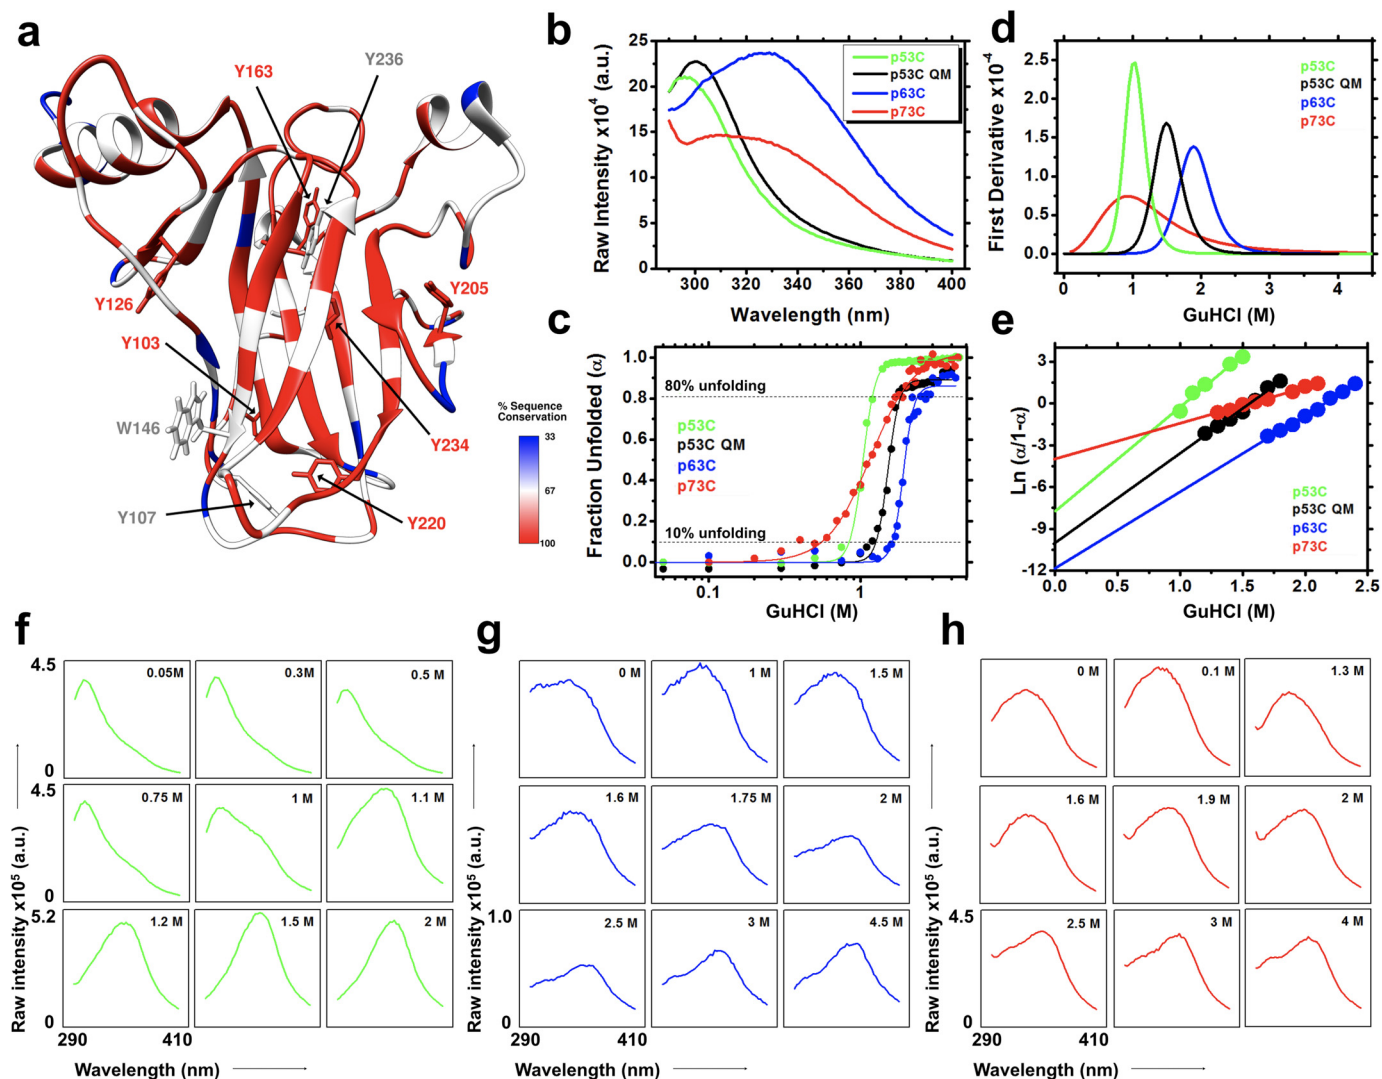 a
Y163
Y236
Y126
Y205
Y103
W146
Y234
Y107
Y220
% Sequence
Conservation
33
67
100
b
Raw Intensity x10⁴ (a.u.)
25
20
15
10
5
0
300 320 340 360 380 400
Wavelength (nm)
p53C
p53C QM
p63C
p73C
d
First Derivative x10⁻⁴
2.5
2.0
1.5
1.0
0.5
0.0
0 1 2 3 4
GuHCl (M)
p53C
p53C QM
p63C
p73C
c
Fraction Unfolded (α)
1.0
0.8
0.6
0.4
0.2
0.0
80% unfolding
p53C
p53C QM
p63C
p73C
10% unfolding
0.1 1
GuHCl (M)
e
Ln (α/1-α)
3
0
-3
-6
-9
-12
0.0 0.5 1.0 1.5 2.0 2.5
GuHCl (M)
p53C
p53C QM
p63C
p73C
f
Raw intensity x10⁵ (a.u.)
4.5
0
4.5
0
5.2
0
0.05M 0.3M 0.5 M
0.75 M 1 M 1.1 M
1.2 M 1.5 M 2 M
290 410
Wavelength (nm)
g
Raw intensity x10⁵ (a.u.)
1.0
0
0 M 1 M 1.5 M
1.6 M 1.75 M 2 M
2.5 M 3 M 4.5 M
290 410
Wavelength (nm)
h
Raw intensity x10⁵ (a.u.)
4.5
0
0 M 0.1 M 1.3 M
1.6 M 1.9 M 2 M
2.5 M 3 M 4 M
290 410
Wavelength (nm)